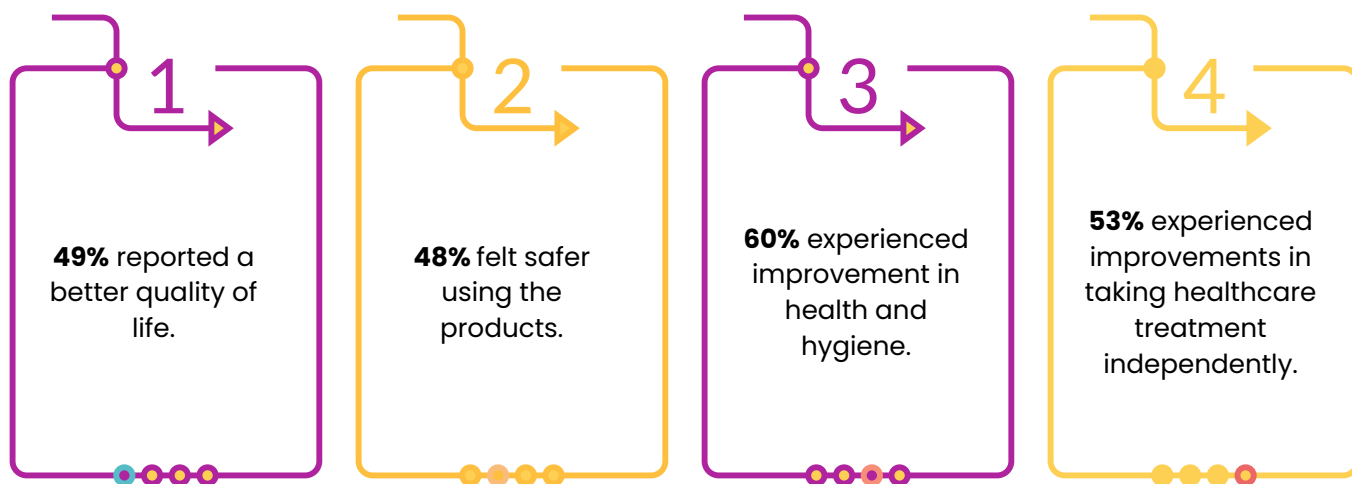 1
49% reported a
better quality of
life.
2
48% felt safer
using the
products.
3
60% experienced
improvement in
health and
hygiene.
4
53% experienced
improvements in
taking healthcare
treatment
independently.